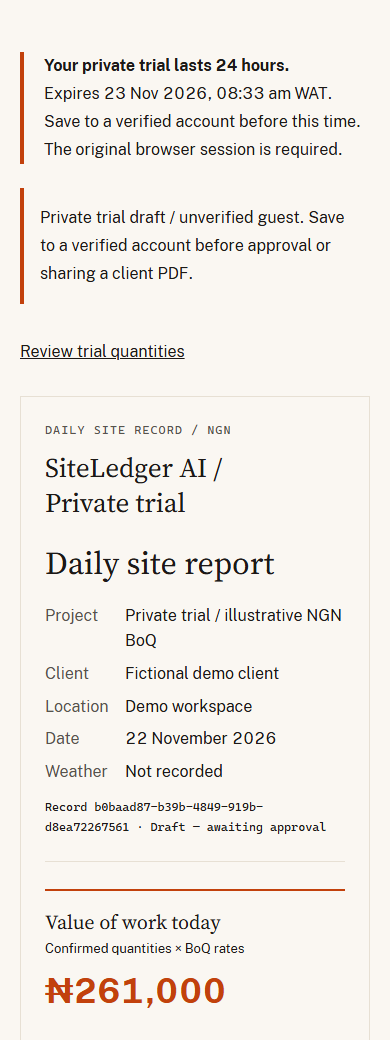 Your private trial lasts 24 hours.
Expires 23 Nov 2026, 08:33 am WAT.
Save to a verified account before this time.
The original browser session is required.
Private trial draft / unverified guest. Save
to a verified account before approval or
sharing a client PDF.
Review trial quantities
DAILY SITE RECORD / NGN
SiteLedger AI /
Private trial
Daily site report
Project Private trial / illustrative NGN
BoQ
Client Fictional demo client
Location Demo workspace
Date 22 November 2026
Weather Not recorded
Record b0baad87-b39b-4849-919b-
d8ea72267561 · Draft — awaiting approval
Value of work today
Confirmed quantities × BoQ rates
₦261,000